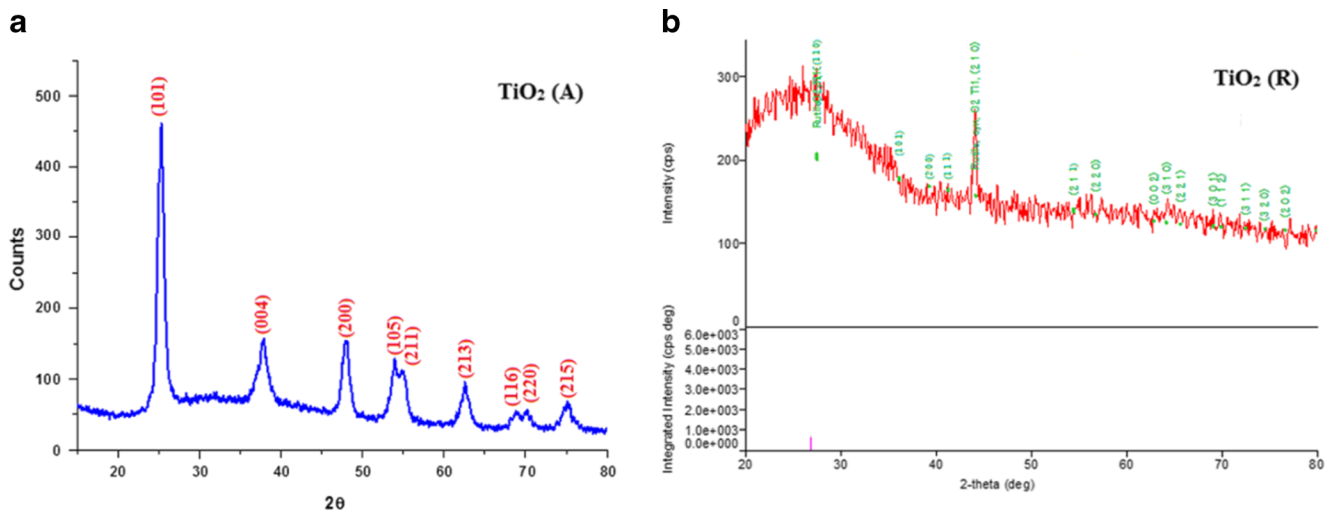 a
TiO₂ (A)
(101)
(004)
(200)
(105)
(211)
(213)
(116)
(220)
(215)
500
400
300
200
100
0
Counts
20 30 40 50 60 70 80
2θ
b
TiO₂ (R)
(110)
(210)
(101)
(200)
(111)
(211)
(220)
(002)
(310)
(221)
(301)
(112)
(311)
(320)
(202)
300
200
100
0
Intensity (cps)
6.0e+003
5.0e+003
4.0e+003
3.0e+003
2.0e+003
1.0e+003
0.0e+000
Integrated Intensity (cps deg)
20 30 40 50 60 70 80
2-theta (deg)